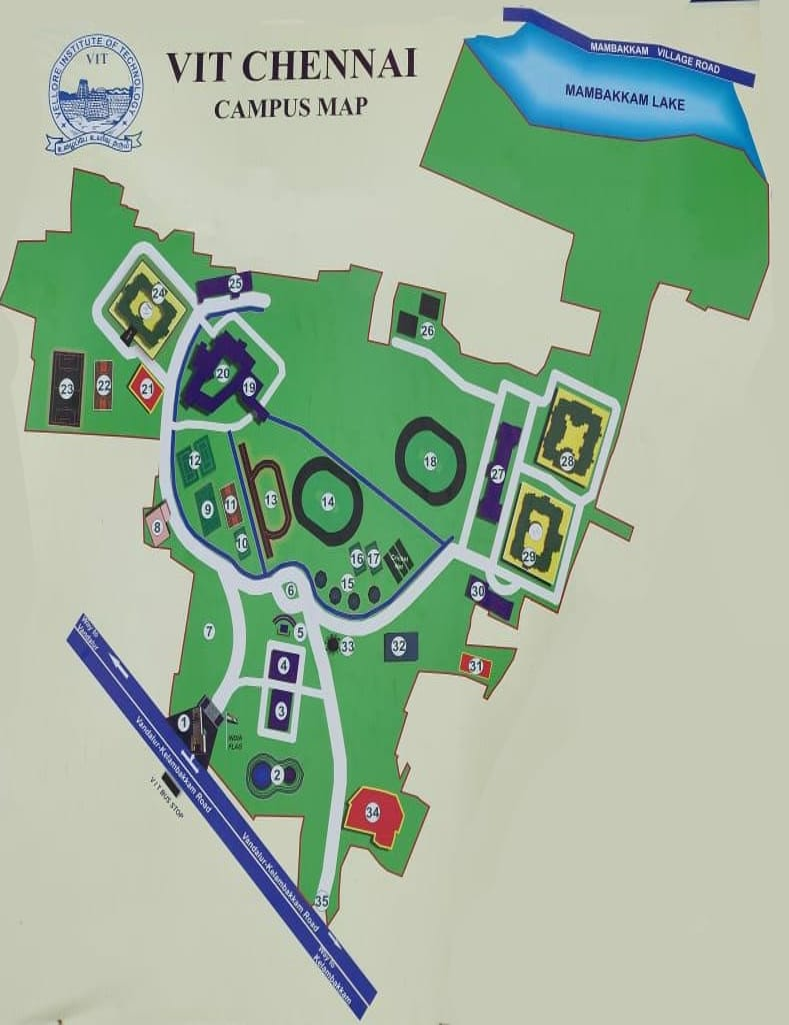 VELLORE INSTITUTE OF TECHNOLOGY
VIT
VIT CHENNAI
CAMPUS MAP
MAMBAKKAM VILLAGE ROAD
MAMBAKKAM LAKE
24
25
26
20
19
23
22
21
28
18
27
12
13
14
9
11
8
10
29
16
17
Cricket
Net
15
6
30
7
5
33
32
31
4
3
1
INDIA
FLAG
2
34
35
Way to
Vandalur
Vandalur-Kelambakkam Road
VIT BUS STOP
Vandalur-Kelambakkam Road
Way to
Kelambakkam